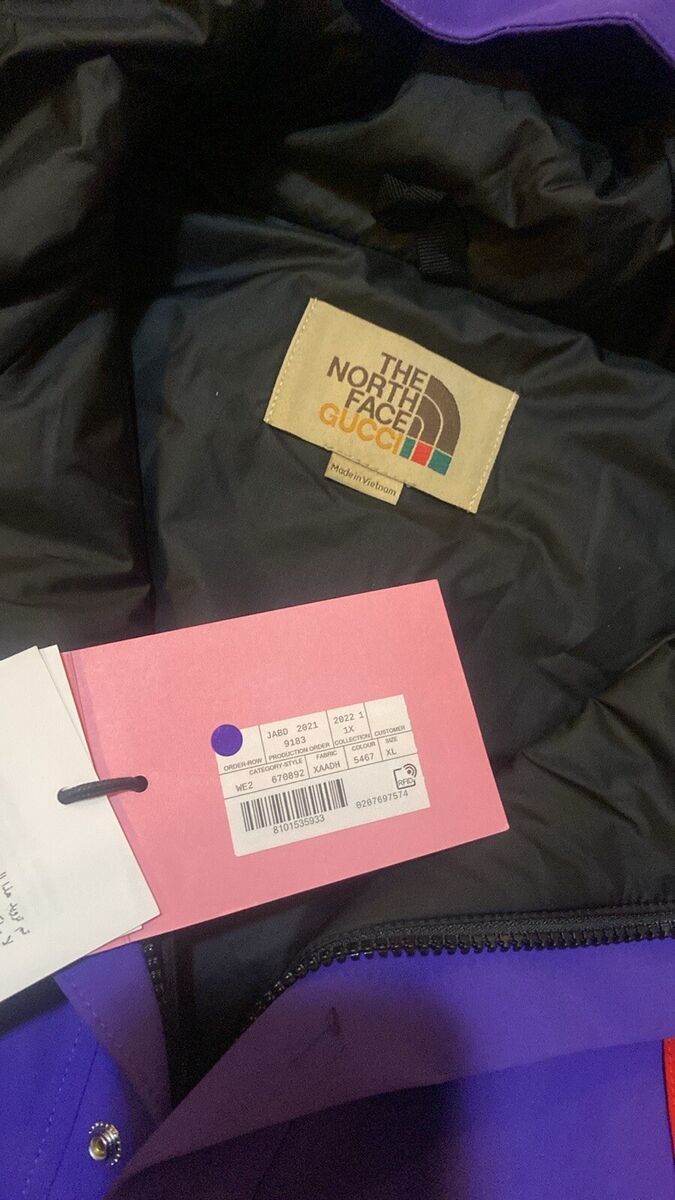 THE
NORTH
FACE
GUCCI
Made in Vietnam
JABD 2021
2022 1
9183
1X
ORDER-ROW
PRODUCTION ORDER
COLLECTION
CUSTOMER
CATEGORY-STYLE
FABRIC
COLOUR
SIZE
WE2 670892
XAADH
5467
XL
RFID
8101535933
0207697574